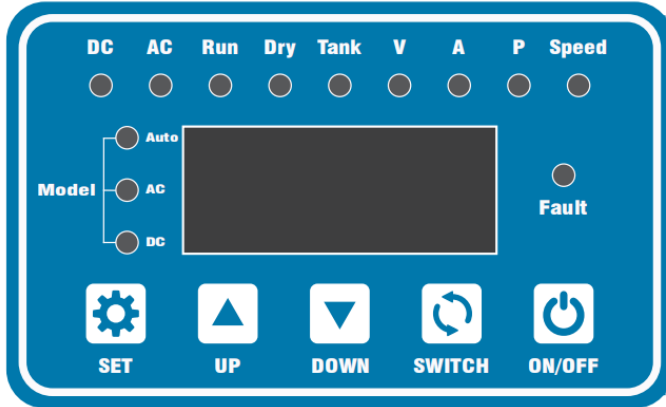 DC AC Run Dry Tank V A P Speed
Auto
Model AC
Fault
DC
SET UP DOWN SWITCH ON/OFF